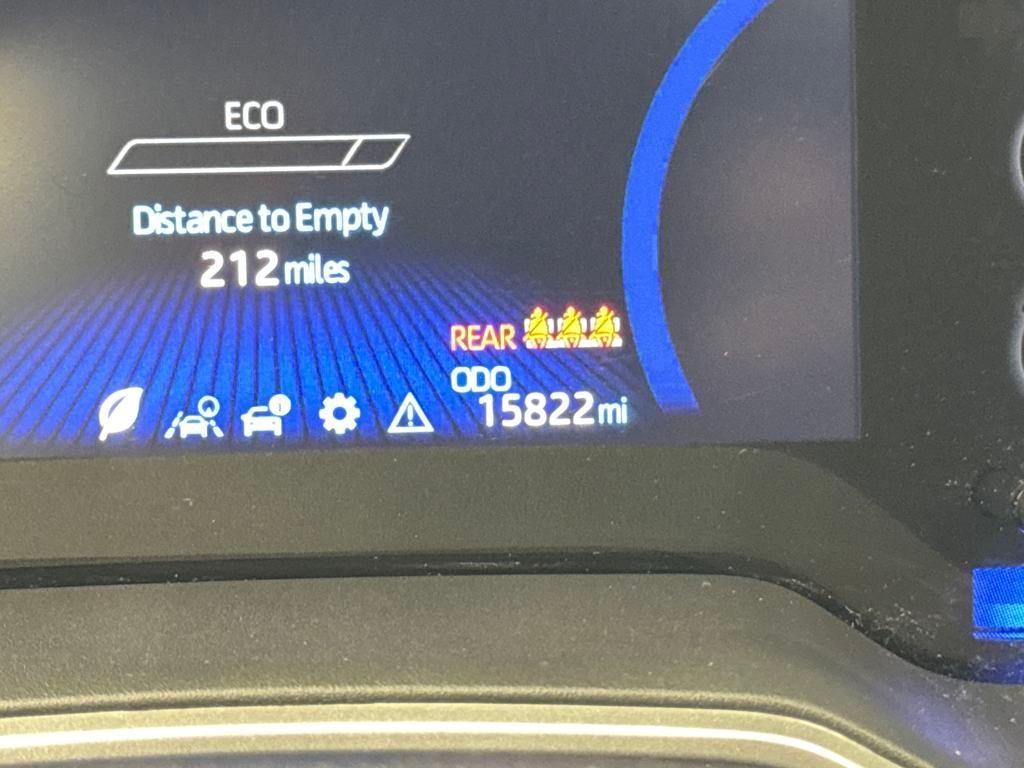 ECO
Distance to Empty
212 miles
REAR
ODO
15822 mi